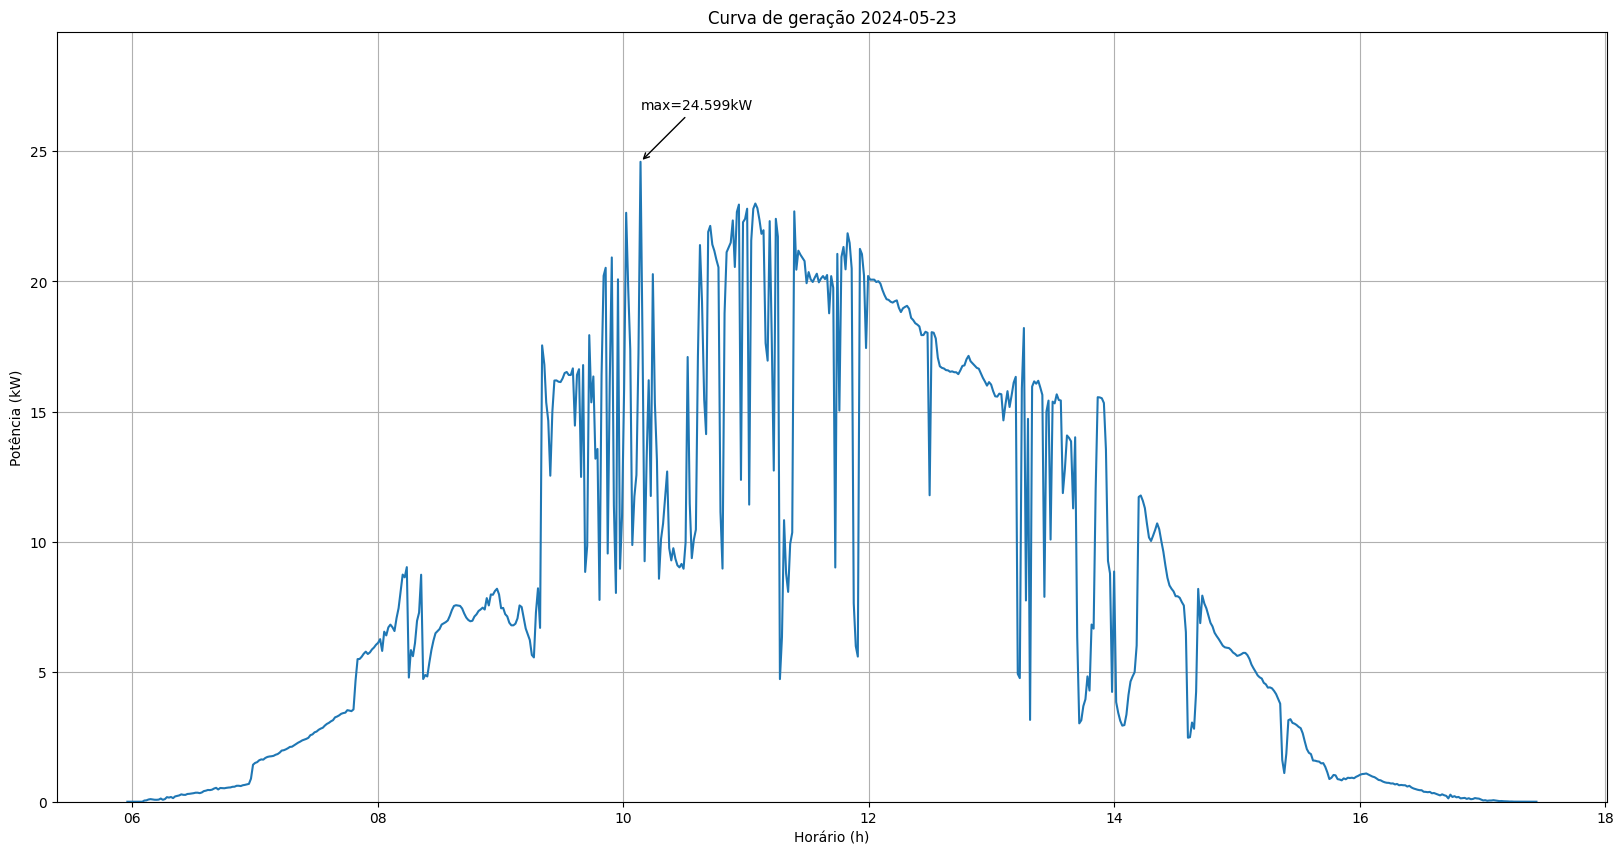 Curva de geração 2024-05-23
max=24.599kW
Potência (kW)
25
20
15
10
5
0
06 08 10 12 14 16 18
Horário (h)